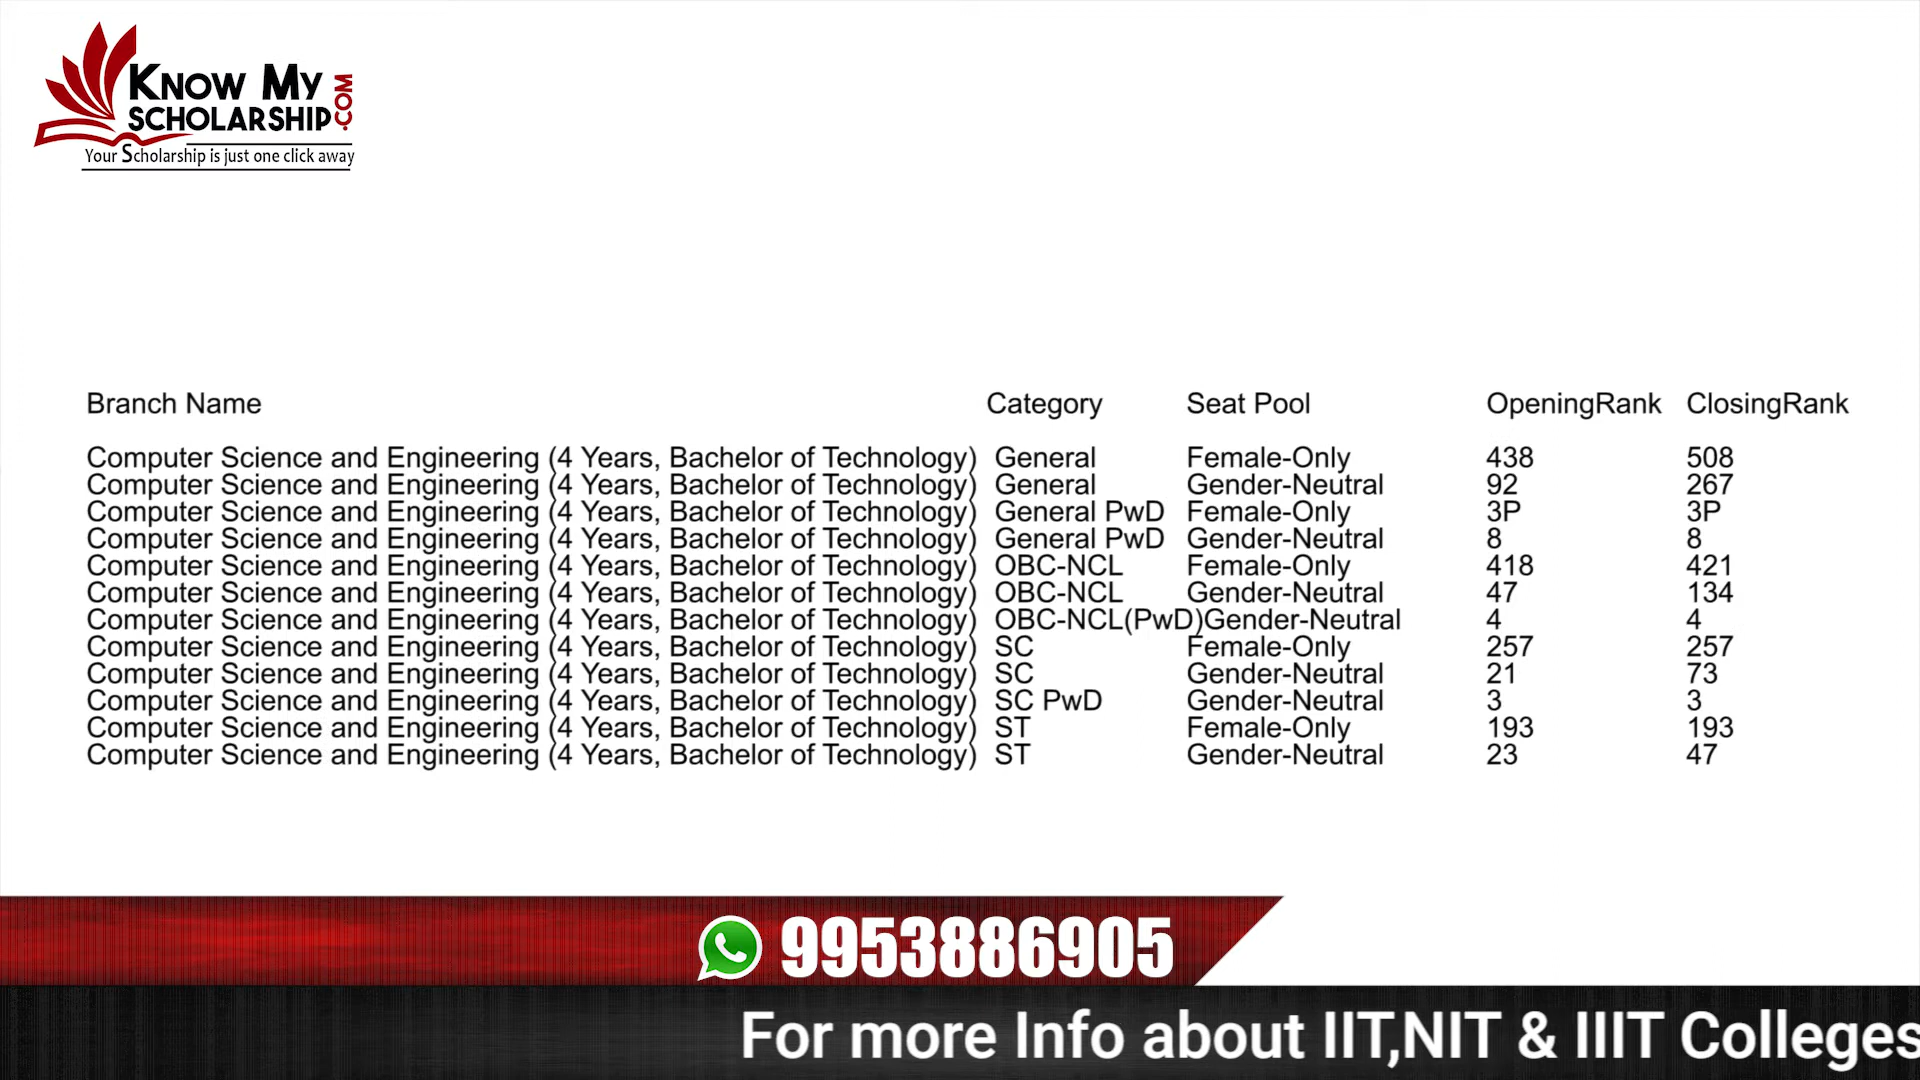 KNOW MY
SCHOLARSHIP.COM
Your Scholarship is just one click away
Branch Name Category Seat Pool OpeningRank ClosingRank
Computer Science and Engineering (4 Years, Bachelor of Technology) General Female-Only 438 508
Computer Science and Engineering (4 Years, Bachelor of Technology) General Gender-Neutral 92 267
Computer Science and Engineering (4 Years, Bachelor of Technology) General PwD Female-Only 3P 3P
Computer Science and Engineering (4 Years, Bachelor of Technology) General PwD Gender-Neutral 8 8
Computer Science and Engineering (4 Years, Bachelor of Technology) OBC-NCL Female-Only 418 421
Computer Science and Engineering (4 Years, Bachelor of Technology) OBC-NCL Gender-Neutral 47 134
Computer Science and Engineering (4 Years, Bachelor of Technology) OBC-NCL(PwD)Gender-Neutral 4 4
Computer Science and Engineering (4 Years, Bachelor of Technology) SC Female-Only 257 257
Computer Science and Engineering (4 Years, Bachelor of Technology) SC Gender-Neutral 21 73
Computer Science and Engineering (4 Years, Bachelor of Technology) SC PwD Gender-Neutral 3 3
Computer Science and Engineering (4 Years, Bachelor of Technology) ST Female-Only 193 193
Computer Science and Engineering (4 Years, Bachelor of Technology) ST Gender-Neutral 23 47
9953886905
For more Info about IIT,NIT & IIIT Colleges